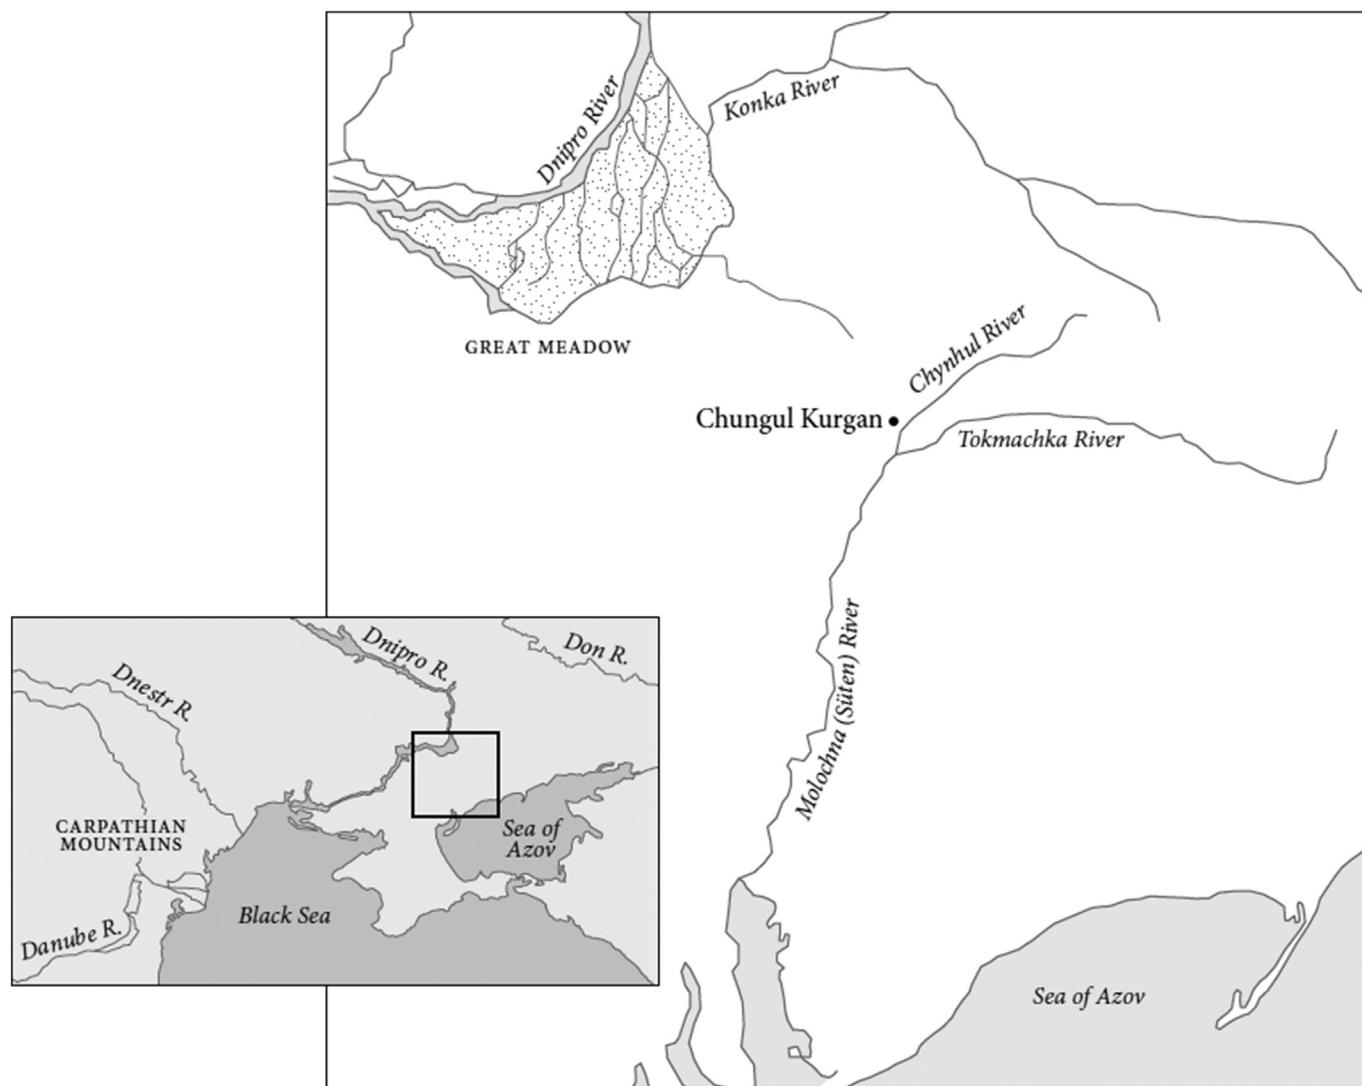 Dnipro River
Konka River
GREAT MEADOW
Chynhul River
Chungul Kurgan
Tokmachka River
Molochna (Süten) River
Sea of Azov
Dnestr R.
Dnipro R.
Don R.
CARPATHIAN
MOUNTAINS
Sea of
Azov
Black Sea
Danube R.